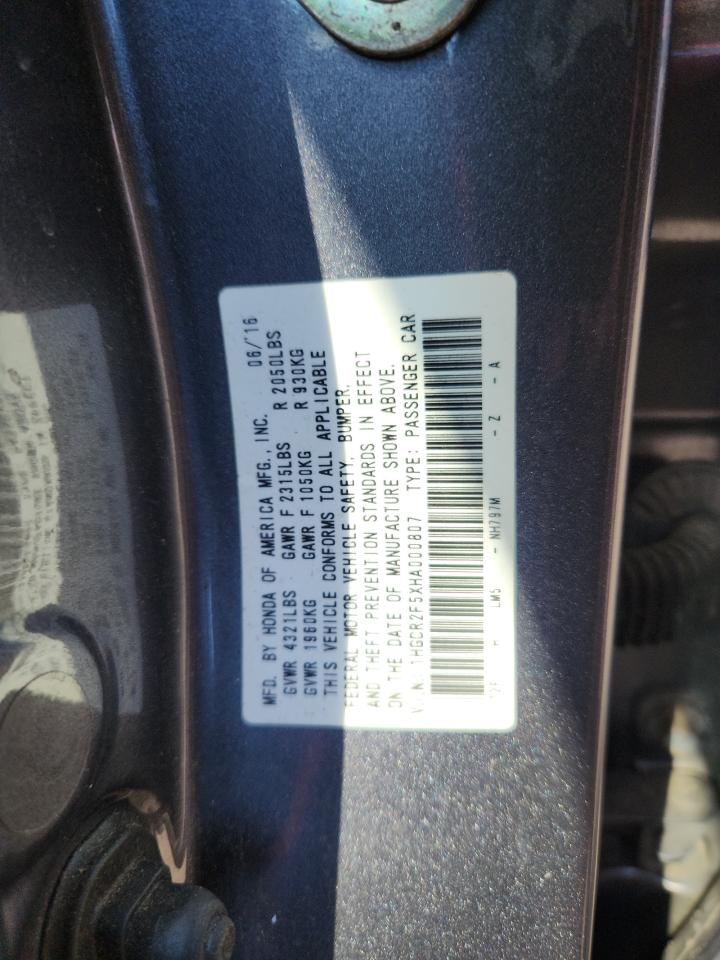 MFD. BY HONDA OF AMERICA MFG., INC. 06/'16
GVWR 4321LBS GAWR F 2315LBS R 2050LBS
GVWR 1960KG GAWR F 1050KG R 930KG
THIS VEHICLE CONFORMS TO ALL APPLICABLE
FEDERAL MOTOR VEHICLE SAFETY, BUMPER,
AND THEFT PREVENTION STANDARDS IN EFFECT
ON THE DATE OF MANUFACTURE SHOWN ABOVE.
V.I.N.: 1HGCR2F5XHA000807 TYPE: PASSENGER CAR
H LM5 - NH797M - Z - A